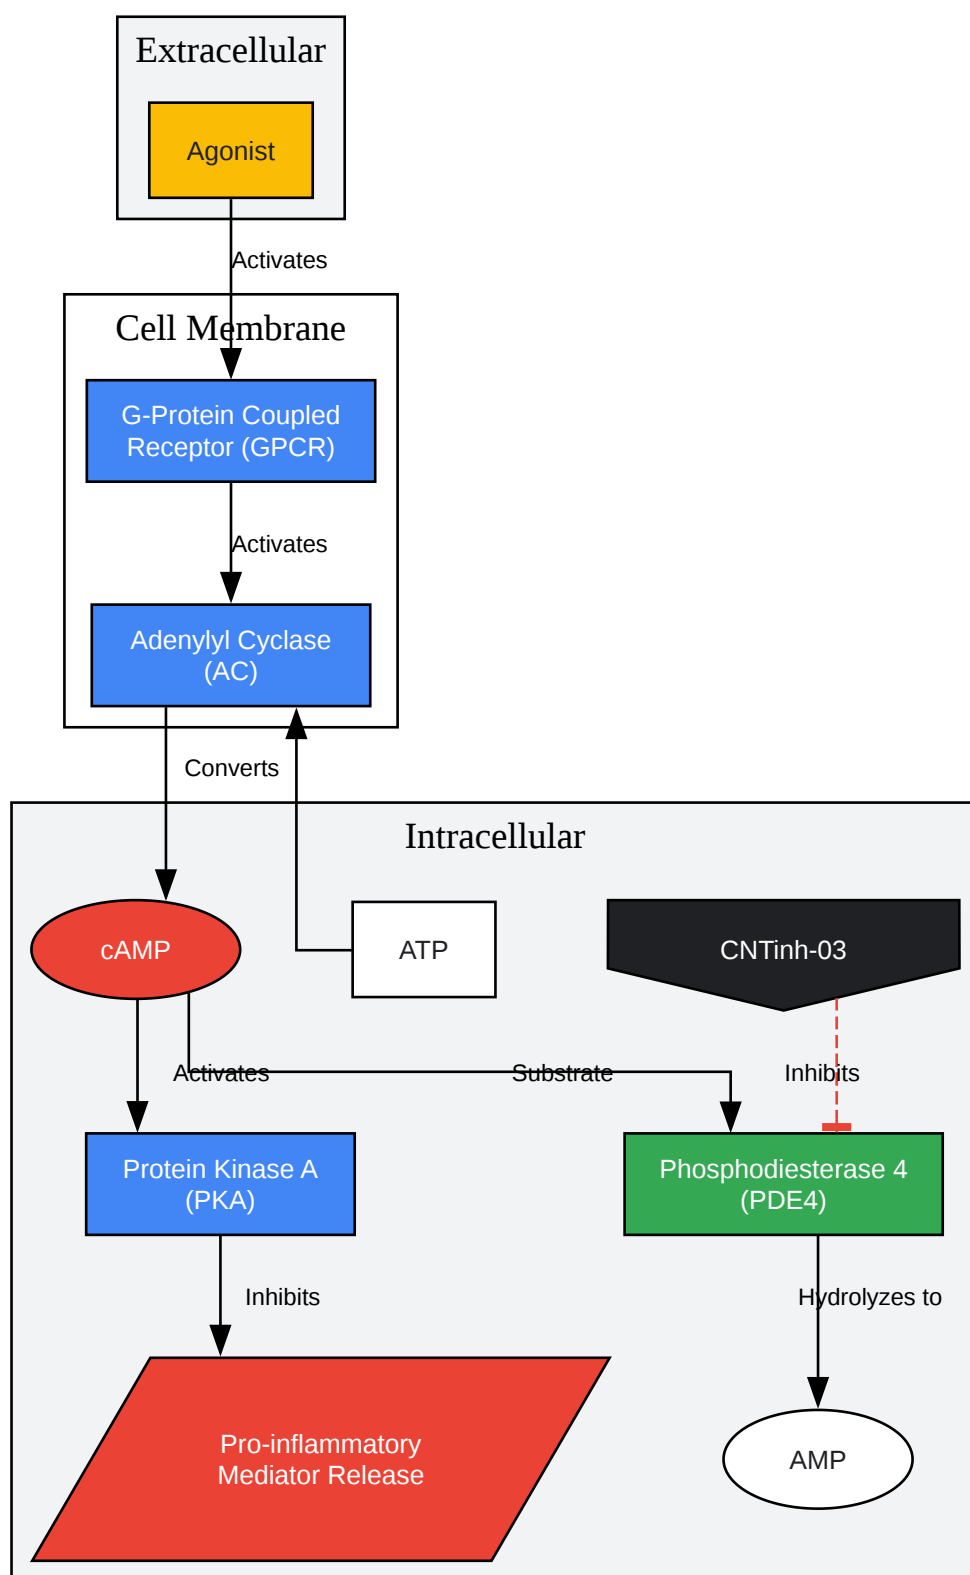 Extracellular
Agonist
Activates
Cell Membrane
G-Protein Coupled
Receptor (GPCR)
Activates
Adenylyl Cyclase
(AC)
Converts
Intracellular
cAMP
ATP
CNTinh-03
Activates
Substrate
Inhibits
Protein Kinase A
(PKA)
Phosphodiesterase 4
(PDE4)
Inhibits
Hydrolyzes to
Pro-inflammatory
Mediator Release
AMP